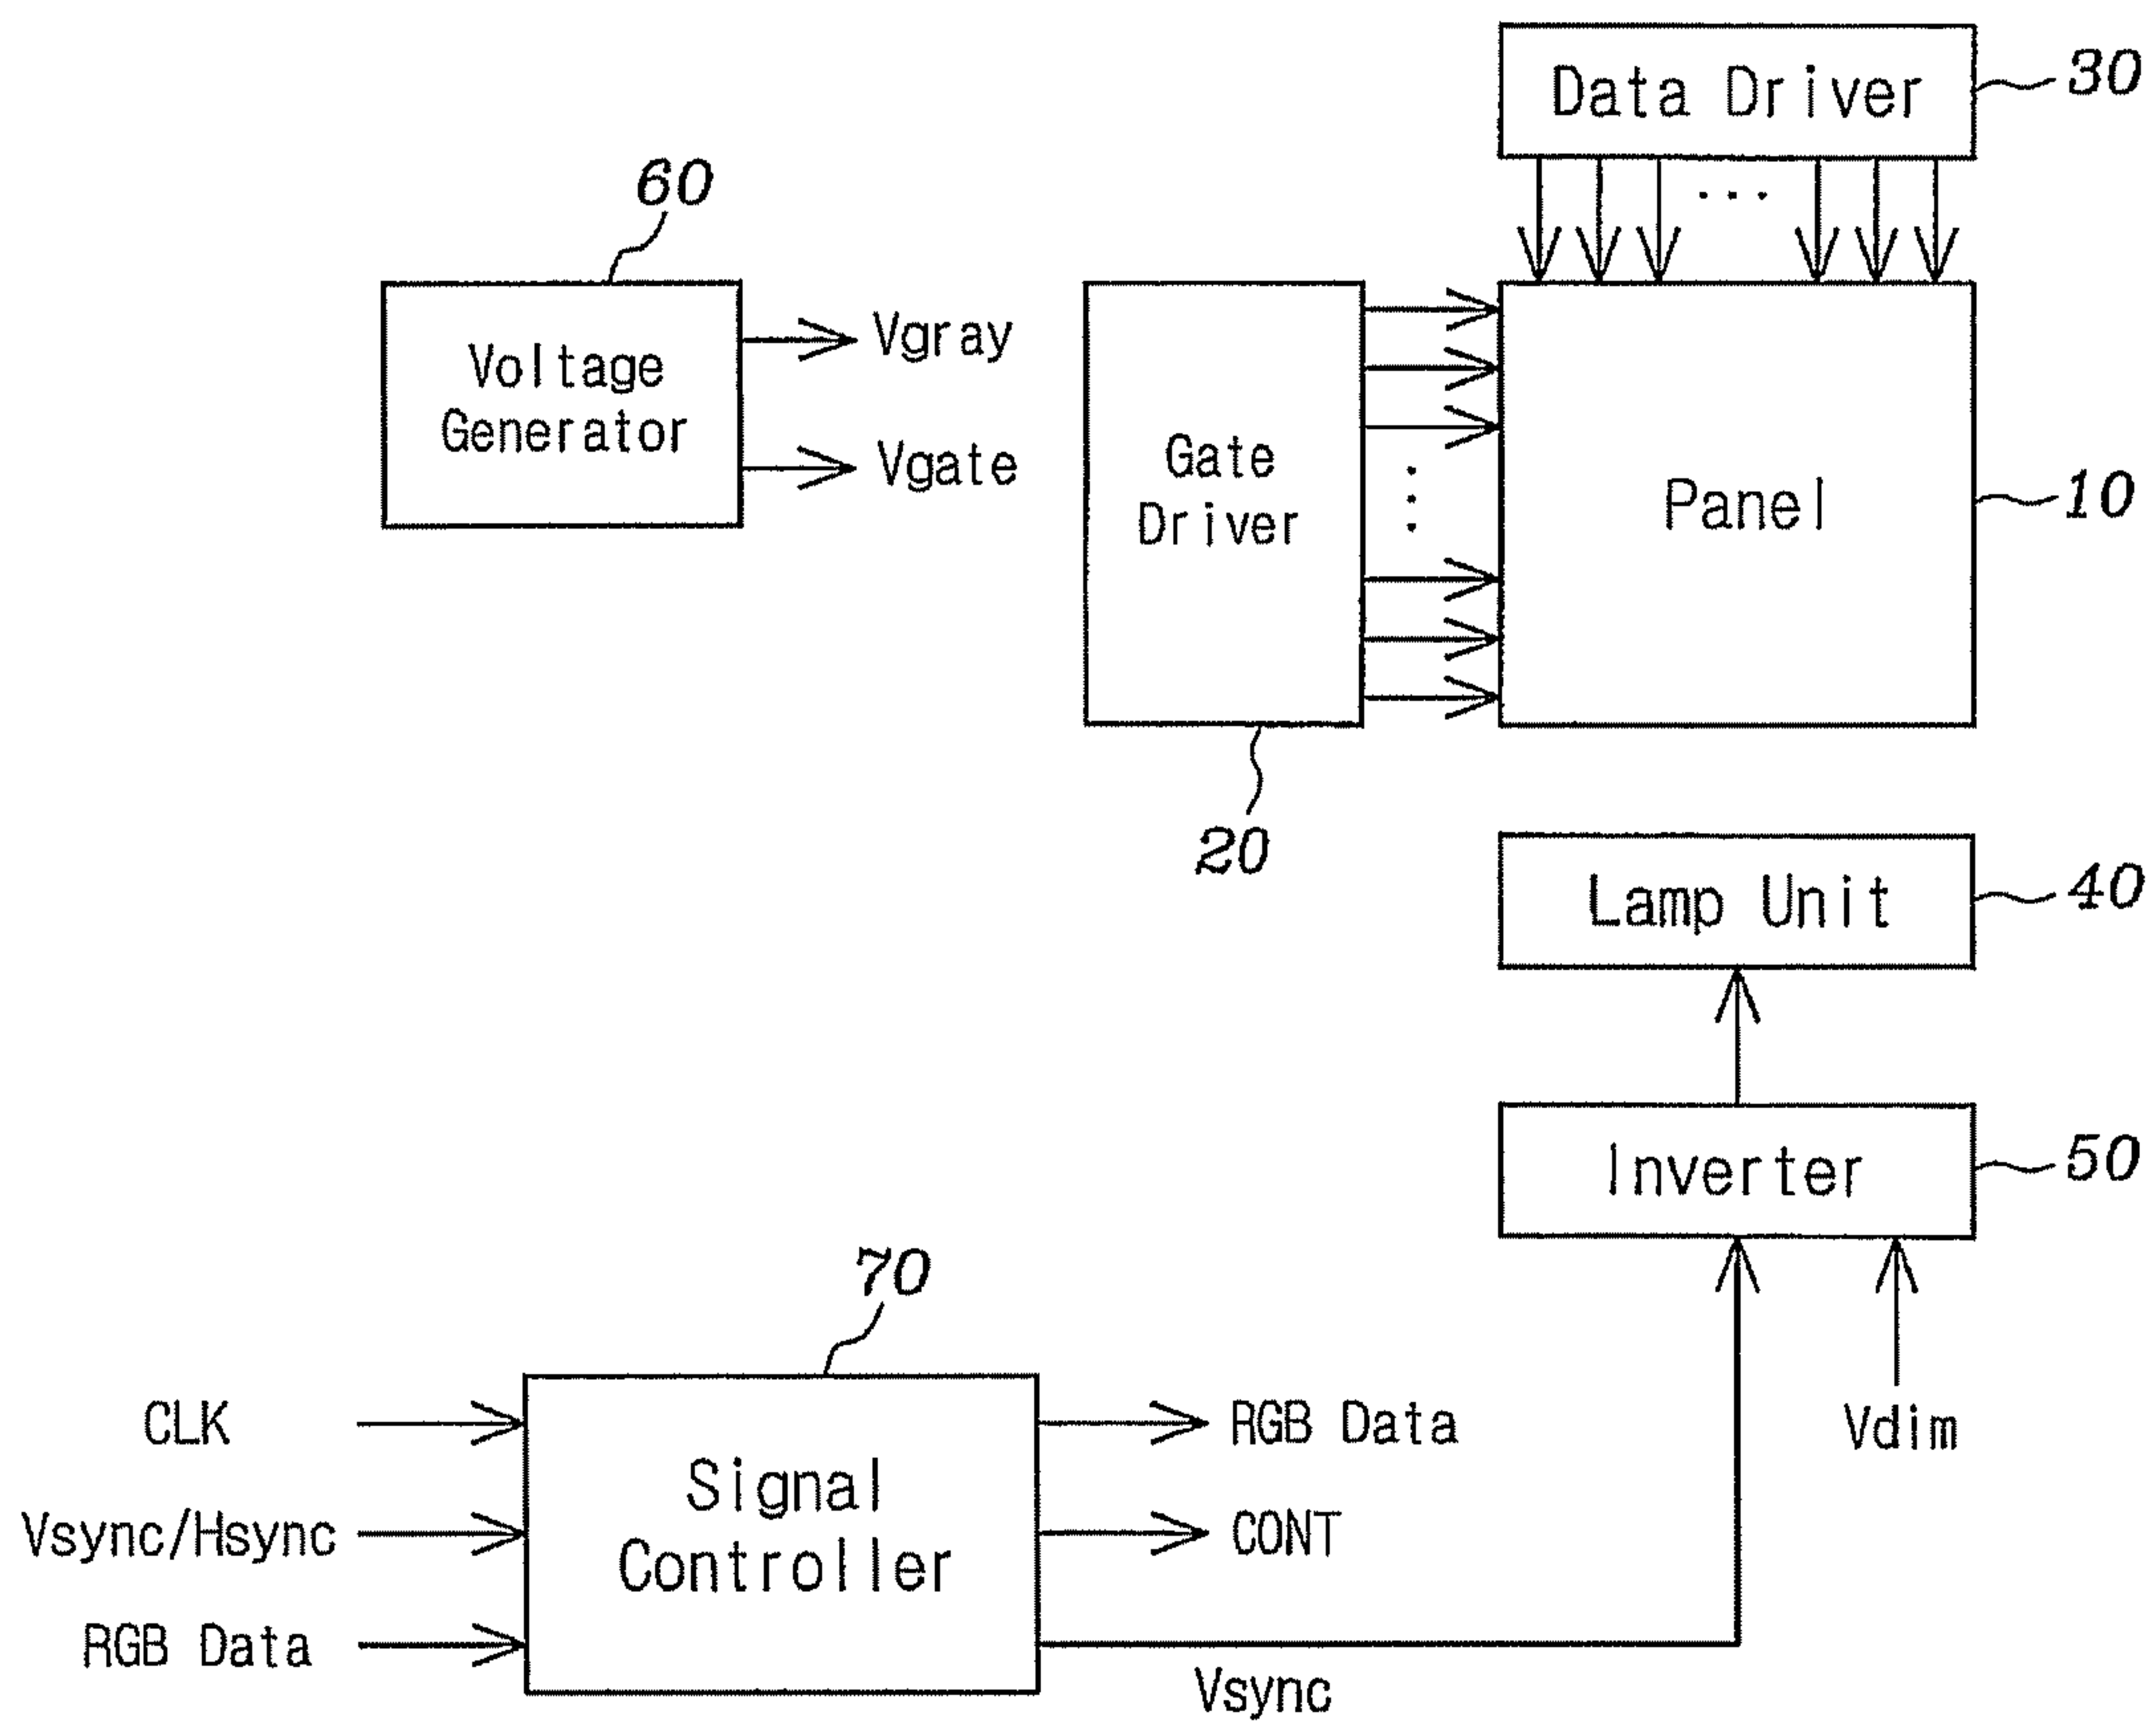 Data Driver
30
60
Voltage
Generator
Vgray
Vgate
Gate
Driver
20
Panel
10
Lamp Unit
40
Inverter
50
Vdim
70
CLK
Vsync/Hsync
RGB Data
Signal
Controller
RGB Data
CONT
Vsync